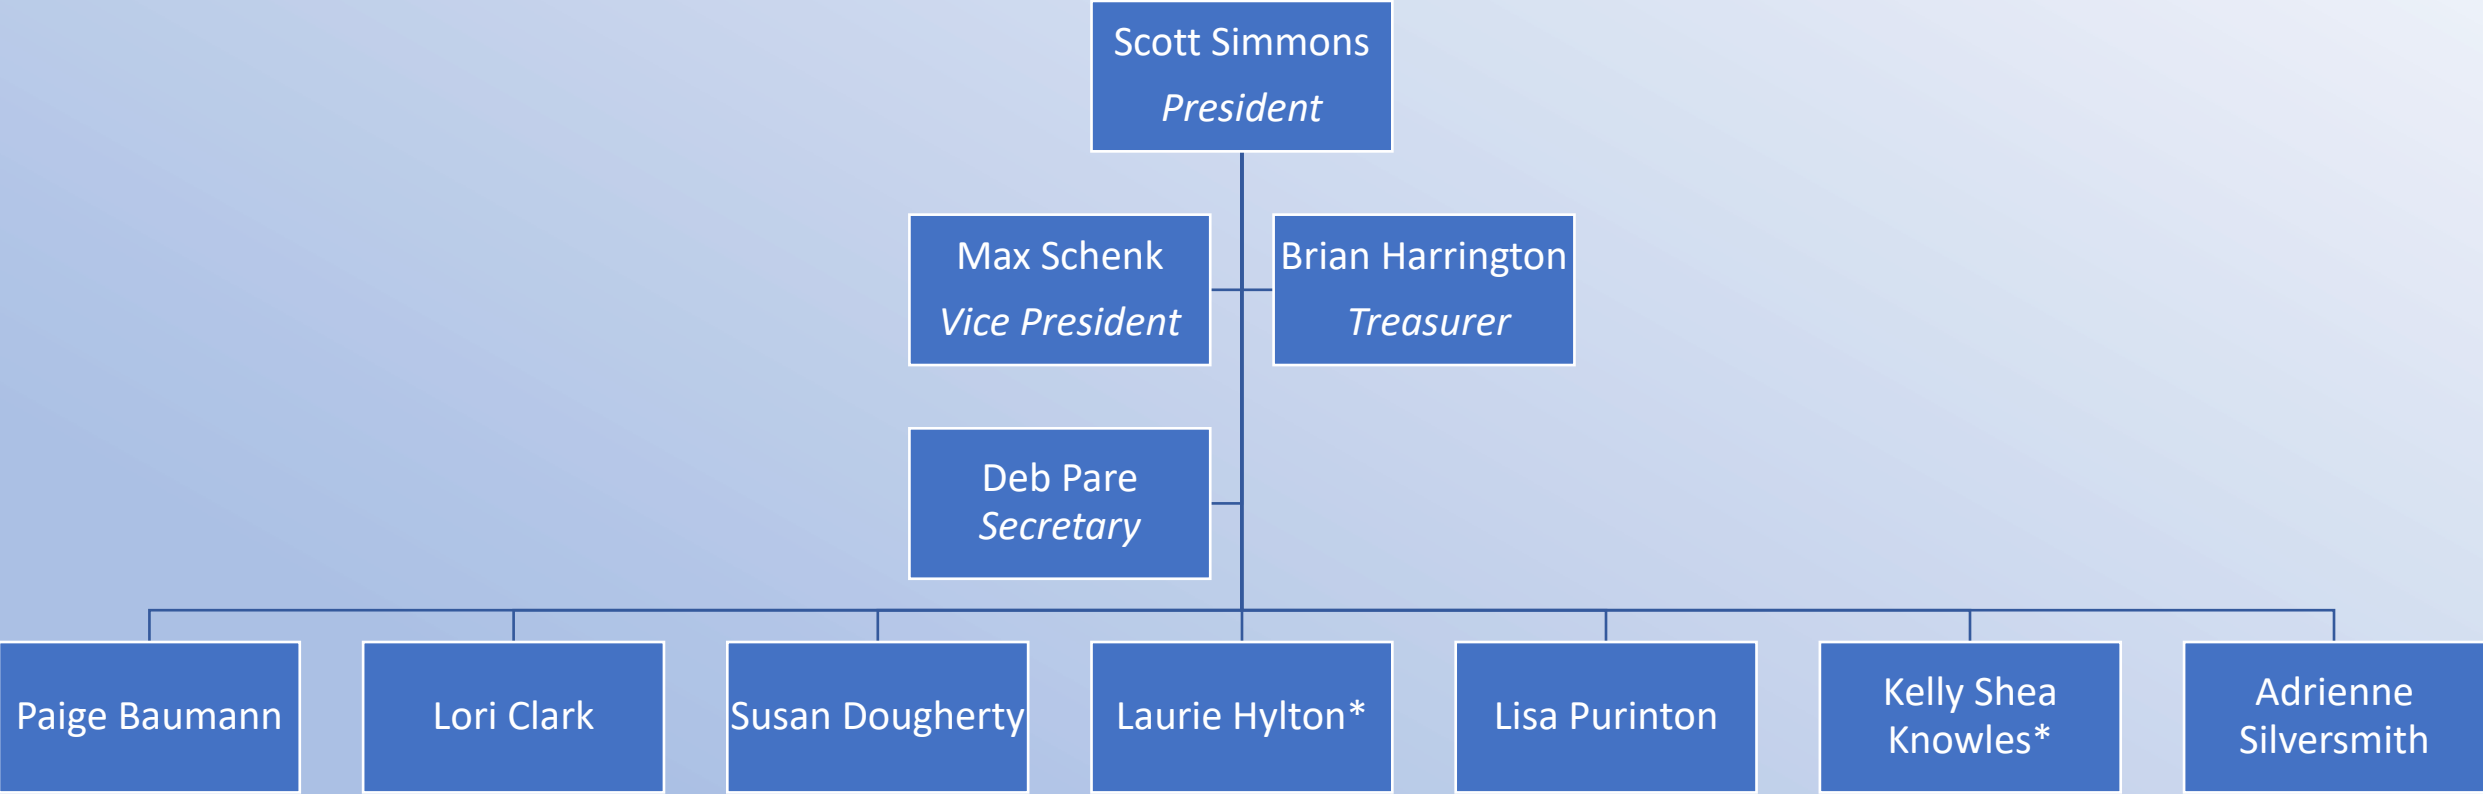 Scott Simmons
President
Max Schenk
Vice President
Brian Harrington
Treasurer
Deb Pare
Secretary
Paige Baumann
Lori Clark
Susan Dougherty
Laurie Hylton*
Lisa Purinton
Kelly Shea
Knowles*
Adrienne
Silversmith